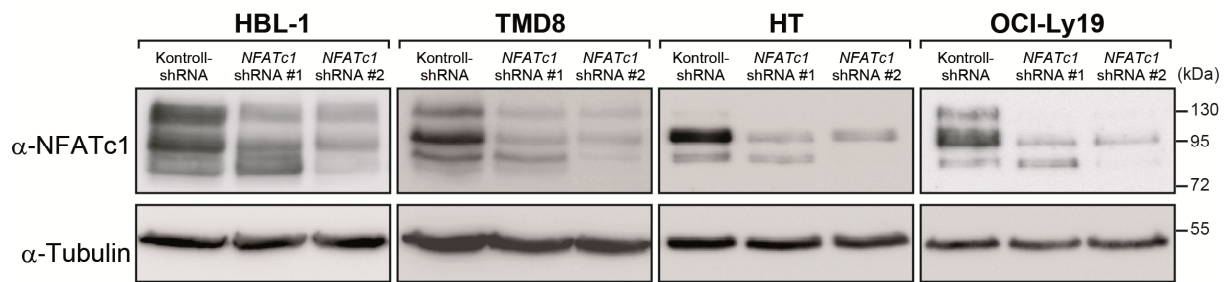 HBL-1 TMD8 HT OCI-Ly19
Kontroll- NFATc1 NFATc1 Kontroll- NFATc1 NFATc1 Kontroll- NFATc1 NFATc1 Kontroll- NFATc1 NFATc1
shRNA shRNA #1 shRNA #2 shRNA shRNA #1 shRNA #2 shRNA shRNA #1 shRNA #2 shRNA shRNA #1 shRNA #2 (kDa)
130
α-NFATc1 95
72
55
α-Tubulin